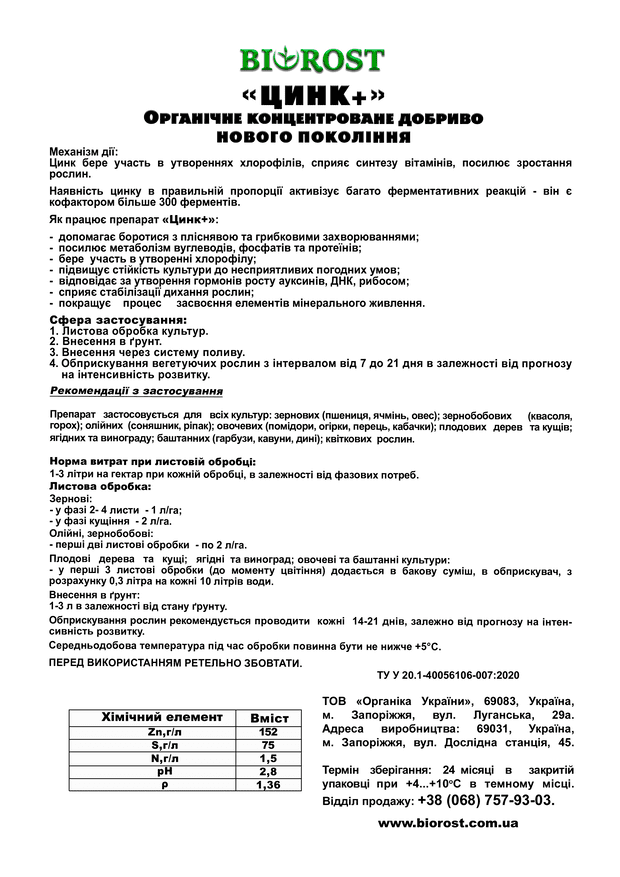 BIOROST
«ЦИНК+»
Органічне концентроване добриво
нового покоління
Механізм дії:
Цинк бере участь в утвореннях хлорофілів, сприяє синтезу вітамінів, посилює зростання
рослин.
Наявність цинку в правильній пропорції активізує багато ферментативних реакцій - він є
кофактором більше 300 ферментів.
Як працює препарат «Цинк+»:
- допомагає боротися з пліснявою та грибковими захворюваннями;
- посилює метаболізм вуглеводів, фосфатів та протеїнів;
- бере участь в утворенні хлорофілу;
- підвищує стійкість культури до несприятливих погодних умов;
- відповідає за утворення гормонів росту ауксинів, ДНК, рибосом;
- сприяє стабілізації дихання рослин;
- покращує процес засвоєння елементів мінерального живлення.
Сфера застосування:
1. Листова обробка культур.
2. Внесення в ґрунт.
3. Внесення через систему поливу.
4. Обприскування вегетуючих рослин з інтервалом від 7 до 21 дня в залежності від прогнозу
на інтенсивність розвитку.
Рекомендації з застосування
Препарат застосовується для всіх культур: зернових (пшениця, ячмінь, овес); зернобобових (квасоля,
горох); олійних (соняшник, ріпак); овочевих (помідори, огірки, перець, кабачки); плодових дерев та кущів;
ягідних та винограду; баштанних (гарбузи, кавуни, дині); квіткових рослин.
Норма витрат при листовій обробці:
1-3 літри на гектар при кожній обробці, в залежності від фазових потреб.
Листова обробка:
Зернові:
- у фазі 2- 4 листи - 1 л/га;
- у фазі кущіння - 2 л/га.
Олійні, зернобобові:
- перші дві листові обробки - по 2 л/га.
Плодові дерева та кущі; ягідні та виноград; овочеві та баштанні культури:
- у перші 3 листові обробки (до моменту цвітіння) додається в бакову суміш, в обприскувач, з
розрахунку 0,3 літра на кожні 10 літрів води.
Внесення в ґрунт:
1-3 л в залежності від стану ґрунту.
Обприскування рослин рекомендується проводити кожні 14-21 днів, залежно від прогнозу на інтен-
сивність розвитку.
Середньодобова температура під час обробки повинна бути не нижче +5°С.
ПЕРЕД ВИКОРИСТАННЯМ РЕТЕЛЬНО ЗБОВТАТИ.
ТУ У 20.1-40056106-007:2020
Хімічний елемент Вміст
Zn,г/л 152
S,г/л 75
N,г/л 1,5
pH 2,8
ρ 1,36
ТОВ «Органіка України», 69083, Україна,
м. Запоріжжя, вул. Луганська, 29а.
Адреса виробництва: 69031, Україна,
м. Запоріжжя, вул. Дослідна станція, 45.
Термін зберігання: 24 місяці в закритій
упаковці при +4...+10°С в темному місці.
Відділ продажу: +38 (068) 757-93-03.
www.biorost.com.ua